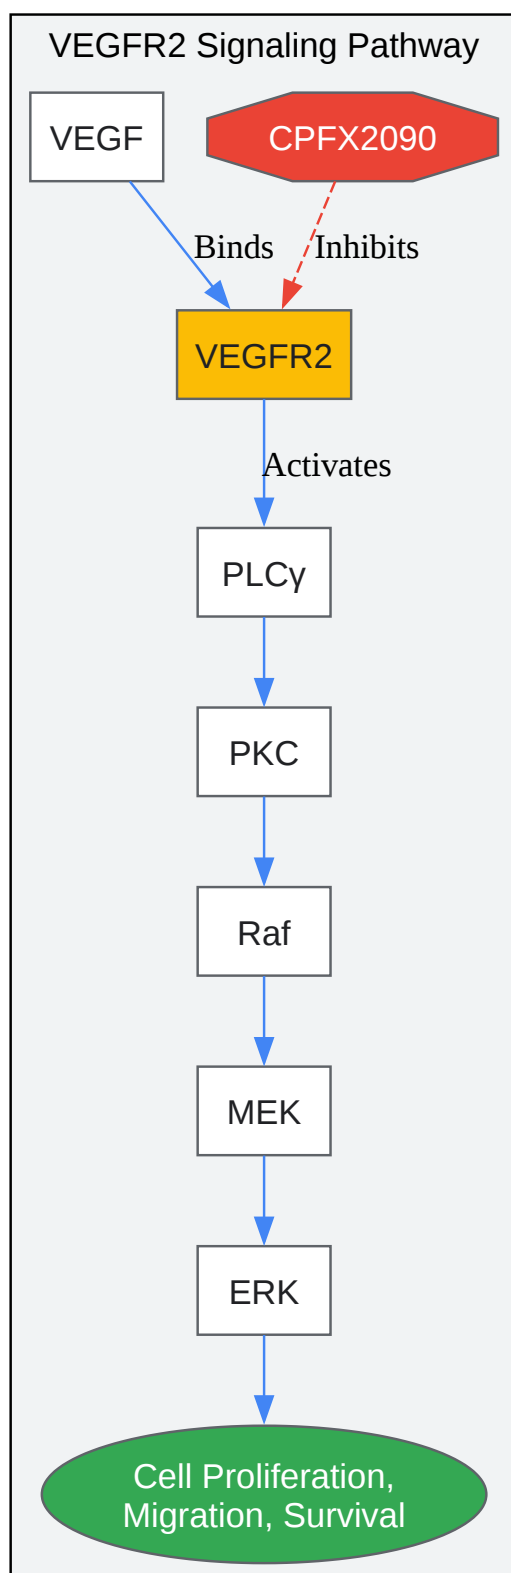 VEGFR2 Signaling Pathway
VEGF
CPFX2090
Binds
Inhibits
VEGFR2
Activates
PLCγ
PKC
Raf
MEK
ERK
Cell Proliferation,
Migration, Survival